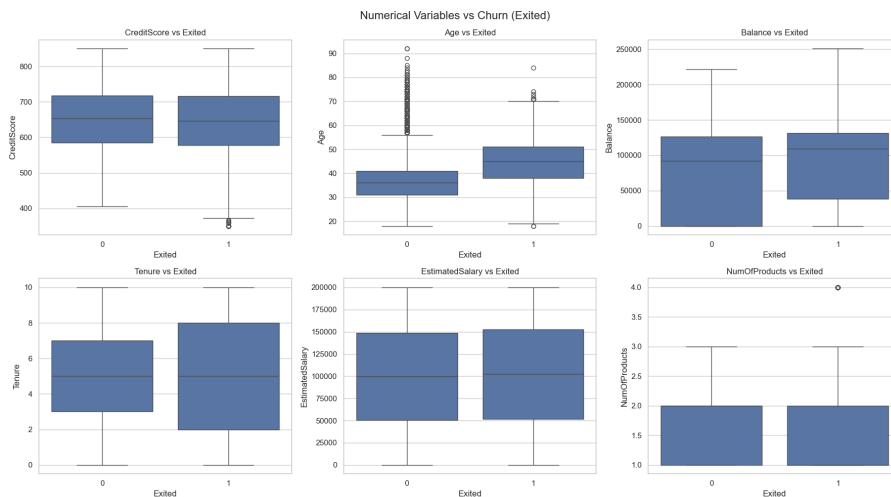 Numerical Variables vs Churn (Exited)
CreditScore vs Exited
CreditScore
800
700
600
500
400
0 1
Exited
Age vs Exited
Age
90
80
70
60
50
40
30
20
0 1
Exited
Balance vs Exited
Balance
250000
200000
150000
100000
50000
0
0 1
Exited
Tenure vs Exited
Tenure
10
8
6
4
2
0
0 1
Exited
EstimatedSalary vs Exited
EstimatedSalary
200000
175000
150000
125000
100000
75000
50000
25000
0
0 1
Exited
NumOfProducts vs Exited
NumOfProducts
4.0
3.5
3.0
2.5
2.0
1.5
1.0
0 1
Exited